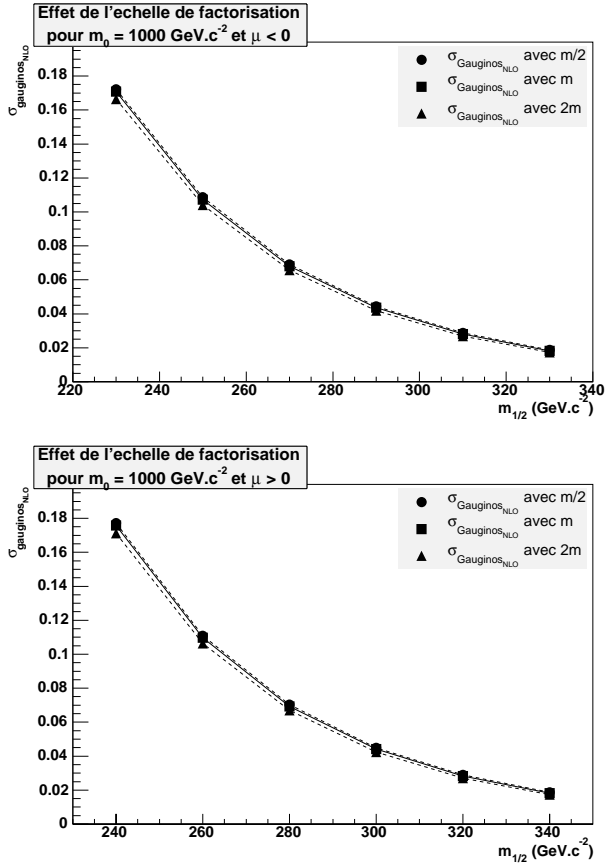 Effet de l'echelle de factorisation
pour m0 = 1000 GeV.c-2 et μ < 0
σgauginosNLO
σGauginosNLO avec m/2
σGauginosNLO avec m
σGauginosNLO avec 2m
0.18
0.16
0.14
0.12
0.1
0.08
0.06
0.04
0.02
0
220 240 260 280 300 320 340
m1/2 (GeV.c-2)
Effet de l'echelle de factorisation
pour m0 = 1000 GeV.c-2 et μ > 0
σgauginosNLO
σGauginosNLO avec m/2
σGauginosNLO avec m
σGauginosNLO avec 2m
0.18
0.16
0.14
0.12
0.1
0.08
0.06
0.04
0.02
0
240 260 280 300 320 340
m1/2 (GeV.c-2)